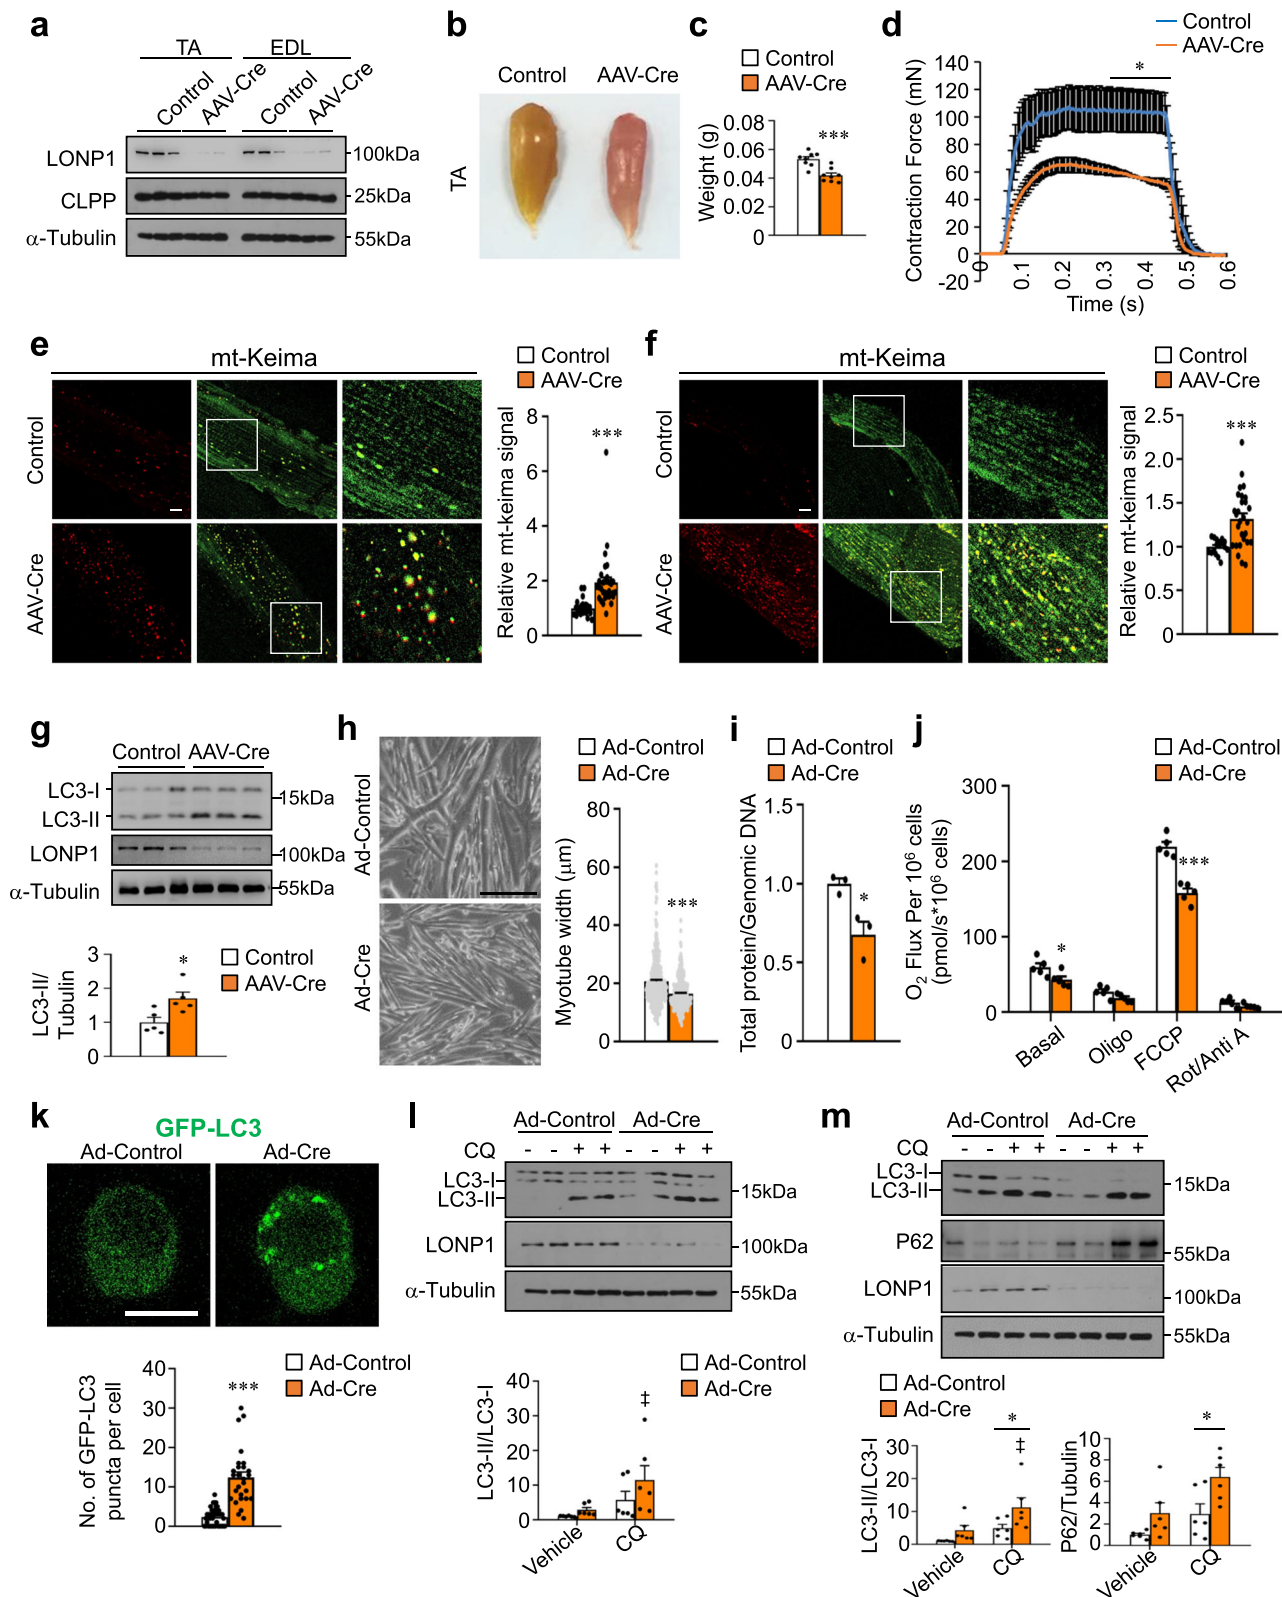 a
TA EDL
Control AAV-Cre Control AAV-Cre
LONP1 100kDa
CLPP 25kDa
α-Tubulin 55kDa
b
Control AAV-Cre
TA
c
Control
AAV-Cre
Weight (g)
0.08
0.06
0.04
0.02
0
***
d
Control
AAV-Cre
Contraction Force (mN)
140
120
100
80
60
40
20
0
-20
*
0 0.1 0.2 0.3 0.4 0.5 0.6
Time (s)
e
mt-Keima
Control
AAV-Cre
Control
AAV-Cre
Relative mt-keima signal
8
6
4
2
0
***
f
mt-Keima
Control
AAV-Cre
Control
AAV-Cre
Relative mt-keima signal
2.5
2.0
1.5
1.0
0.5
0
***
g
Control AAV-Cre
LC3-I
15kDa
LC3-II
LONP1 100kDa
α-Tubulin 55kDa
Control
AAV-Cre
LC3-II/
Tubulin
3
2
1
0
*
h
Ad-Control
Ad-Cre
Ad-Control
Ad-Cre
Myotube width (μm)
80
60
40
20
0
***
i
Ad-Control
Ad-Cre
Total protein/Genomic DNA
1.0
0.5
0
*
j
Ad-Control
Ad-Cre
O2 Flux Per 10⁶ cells
(pmol/s*10⁶ cells)
300
200
100
0
*
***
Basal Oligo FCCP Rot/Anti A
k
GFP-LC3
Ad-Control Ad-Cre
Ad-Control
Ad-Cre
No. of GFP-LC3
puncta per cell
40
30
20
10
0
***
l
Ad-Control Ad-Cre
CQ - - + + - - + +
LC3-I
LC3-II 15kDa
LONP1 100kDa
α-Tubulin 55kDa
Ad-Control
Ad-Cre
LC3-II/LC3-I
40
30
20
10
0
‡
Vehicle CQ
m
Ad-Control Ad-Cre
CQ - - + + - - + +
LC3-I
LC3-II 15kDa
P62 55kDa
LONP1 100kDa
α-Tubulin 55kDa
Ad-Control
Ad-Cre
LC3-II/LC3-I
30
20
10
0
*
‡
Vehicle CQ
P62/Tubulin
10
8
6
4
2
0
*
Vehicle CQ